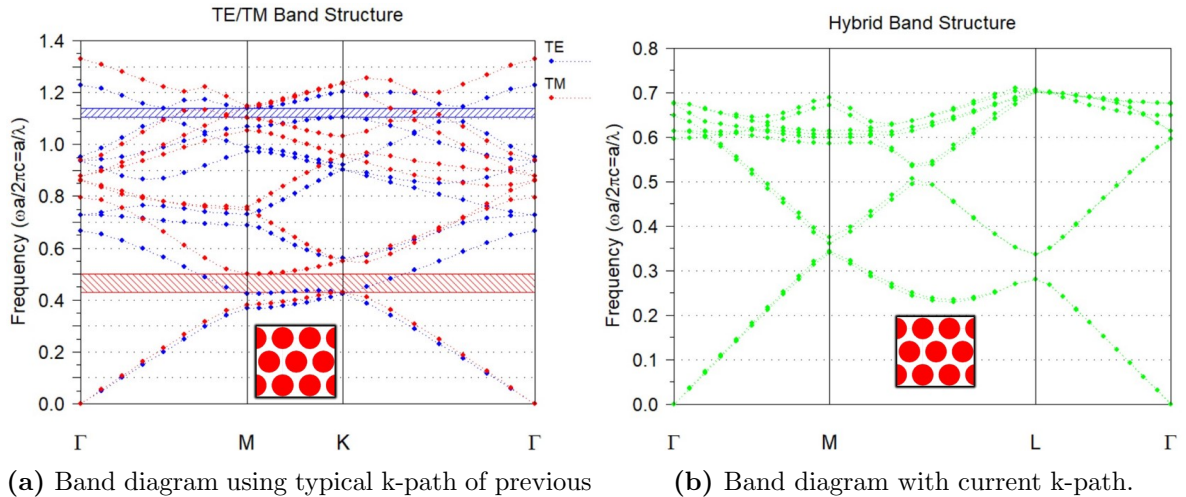 TE/TM Band Structure
Frequency (ωa/2πc=a/λ)
1.4
1.2
1.0
0.8
0.6
0.4
0.2
0.0
Γ M K Γ
TE
TM
(a) Band diagram using typical k-path of previous
Hybrid Band Structure
Frequency (ωa/2πc=a/λ)
0.8
0.7
0.6
0.5
0.4
0.3
0.2
0.1
0.0
Γ M L Γ
(b) Band diagram with current k-path.